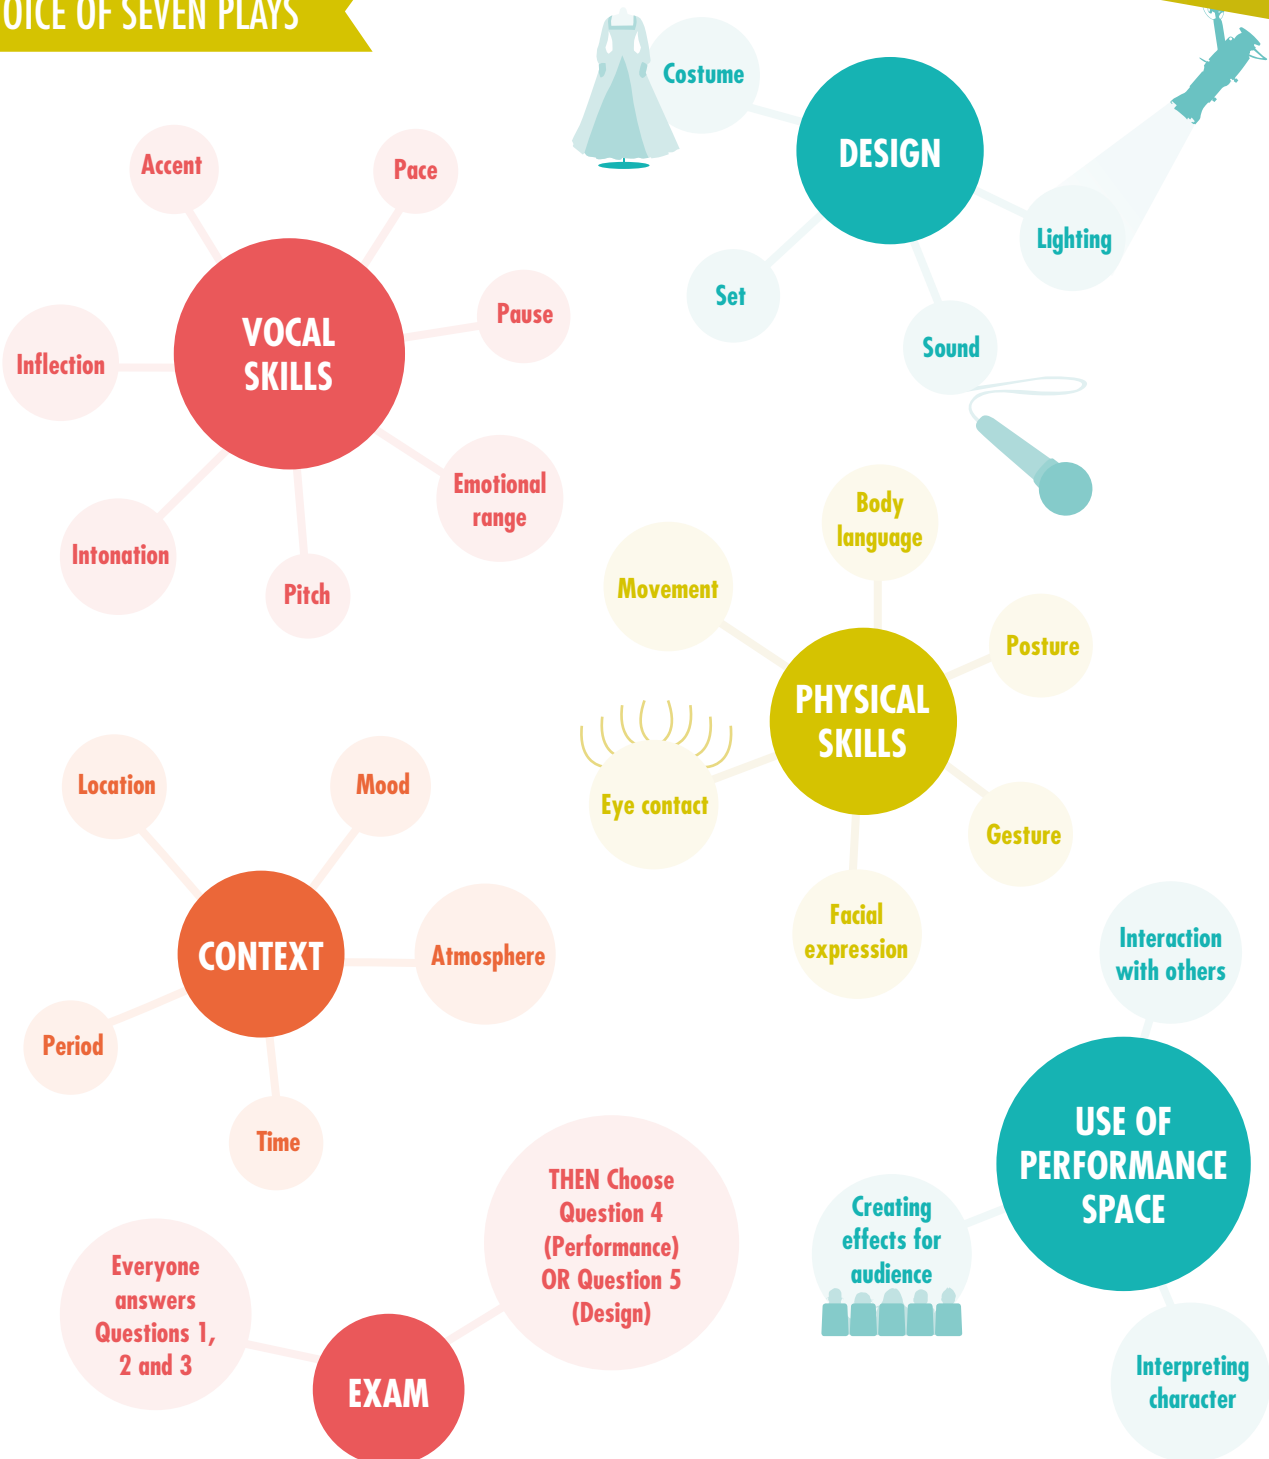 OICE OF SEVEN PLAYS
Costume
DESIGN
Lighting
Set
Sound
Accent
Pace
VOCAL
SKILLS
Pause
Inflection
Emotional
range
Intonation
Pitch
Body
language
Movement
Posture
PHYSICAL
SKILLS
Eye contact
Gesture
Facial
expression
Location
Mood
CONTEXT
Atmosphere
Period
Time
Interaction
with others
USE OF
PERFORMANCE
SPACE
Creating
effects for
audience
Interpreting
character
THEN Choose
Question 4
(Performance)
OR Question 5
(Design)
Everyone
answers
Questions 1,
2 and 3
EXAM